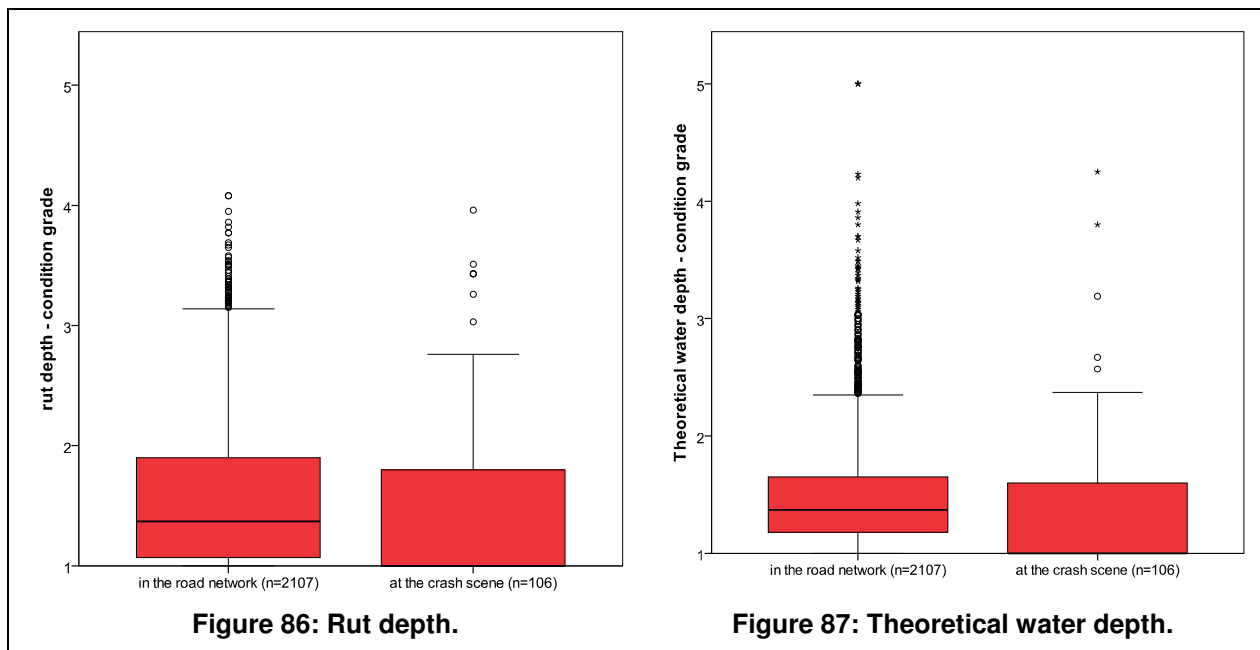 rut depth - condition grade
5
4
3
2
1
in the road network (n=2107)
at the crash scene (n=106)
Figure 86: Rut depth.
Theoretical water depth - condition grade
5
4
3
2
1
in the road network (n=2107)
at the crash scene (n=106)
Figure 87: Theoretical water depth.